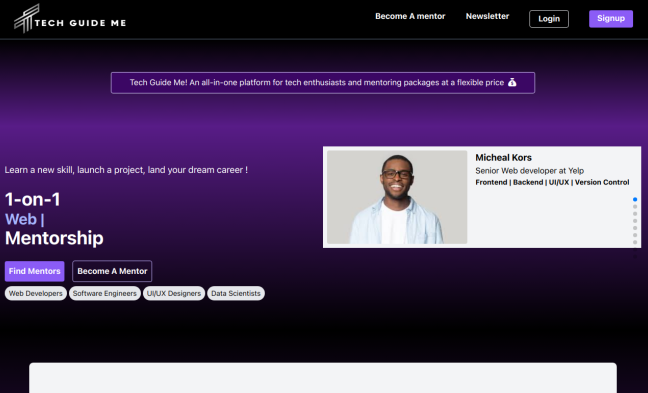 TECH GUIDE ME
Become A mentor
Newsletter
Login
Signup
Tech Guide Me! An all-in-one platform for tech enthusiasts and mentoring packages at a flexible price
Learn a new skill, launch a project, land your dream career !
1-on-1
Web |
Mentorship
Find Mentors
Become A Mentor
Web Developers
Software Engineers
UI/UX Designers
Data Scientists
Micheal Kors
Senior Web developer at Yelp
Frontend | Backend | UI/UX | Version Control